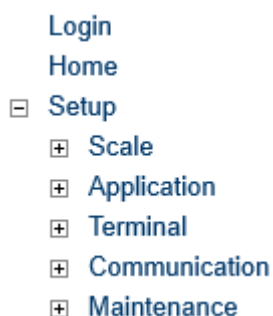 Login
Home
Setup
Scale
Application
Terminal
Communication
Maintenance